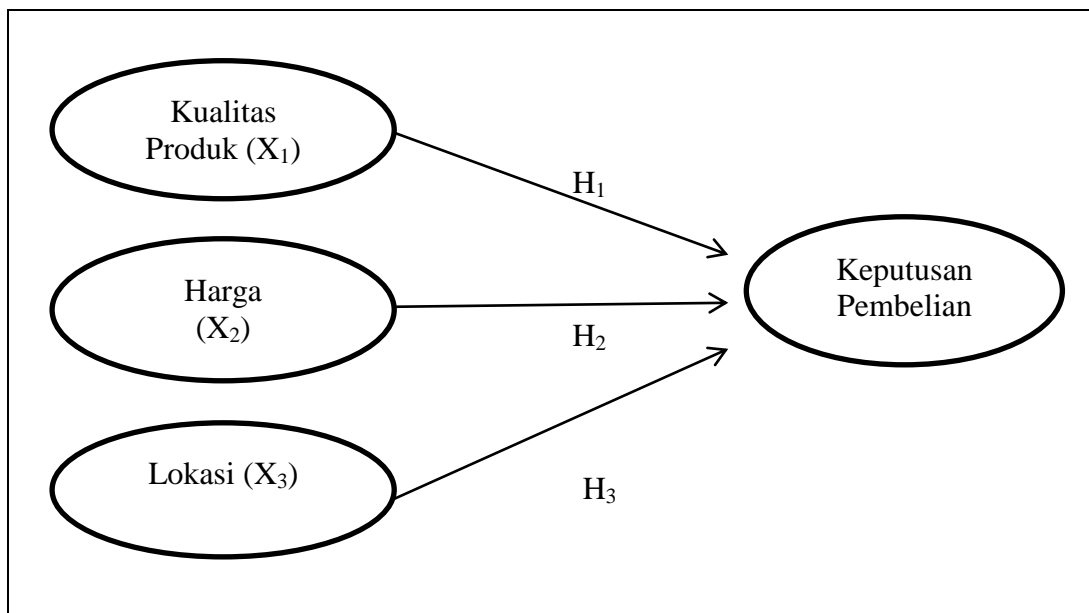 Kualitas
Produk (X₁)
H₁
Harga
(X₂)
H₂
Keputusan
Pembelian
Lokasi (X₃)
H₃